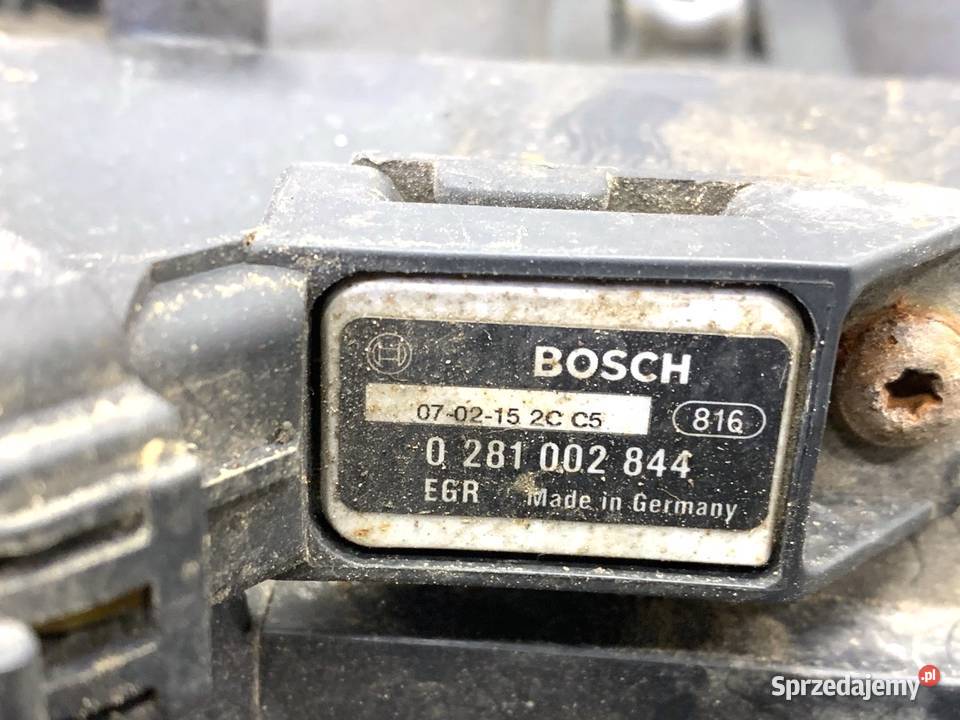 BOSCH
07-02-15 2C C5
816
0 281 002 844
EGR Made in Germany
Sprzedajemy.pl